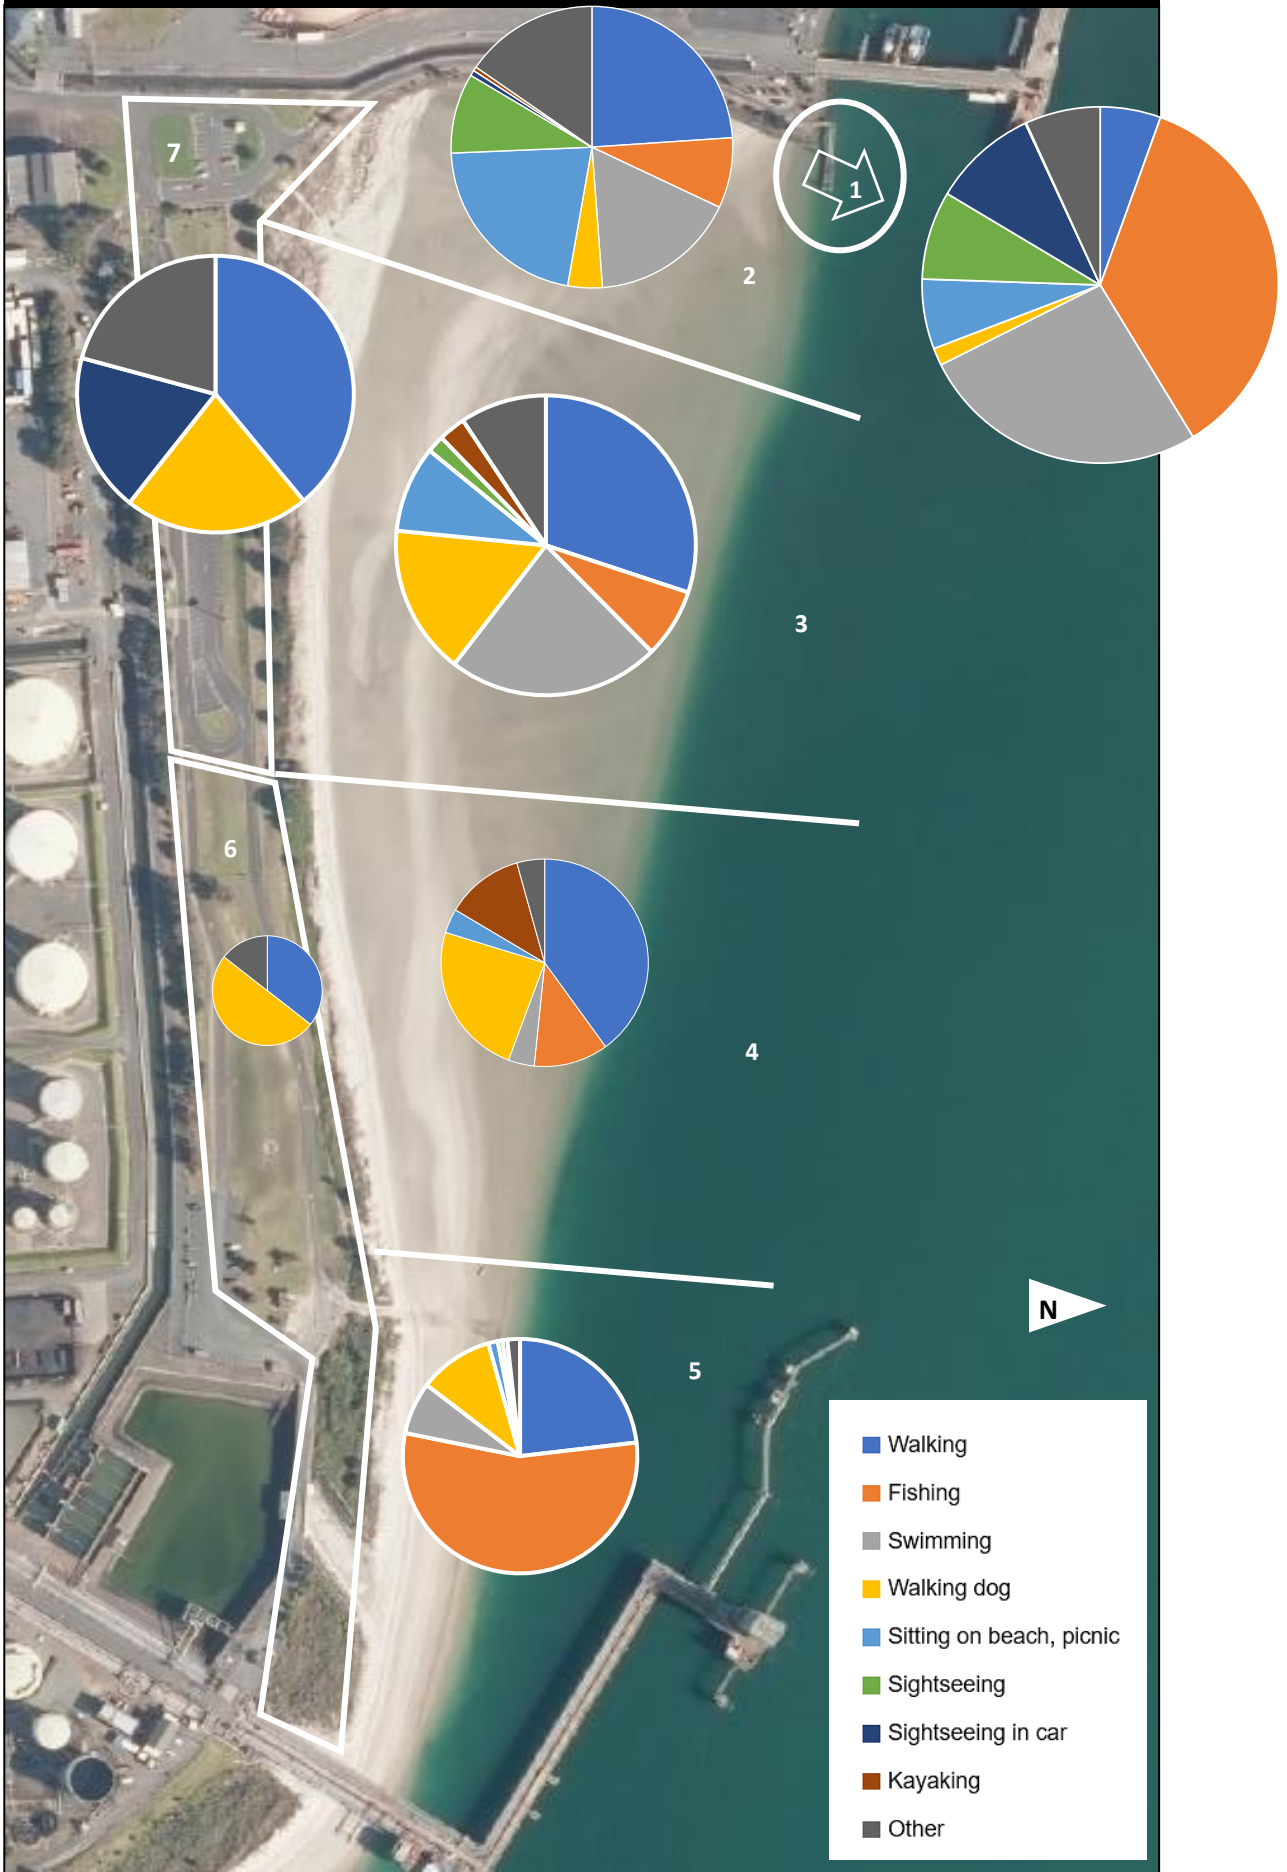 7
1
2
3
6
4
N
5
Walking
Fishing
Swimming
Walking dog
Sitting on beach, picnic
Sightseeing
Sightseeing in car
Kayaking
Other